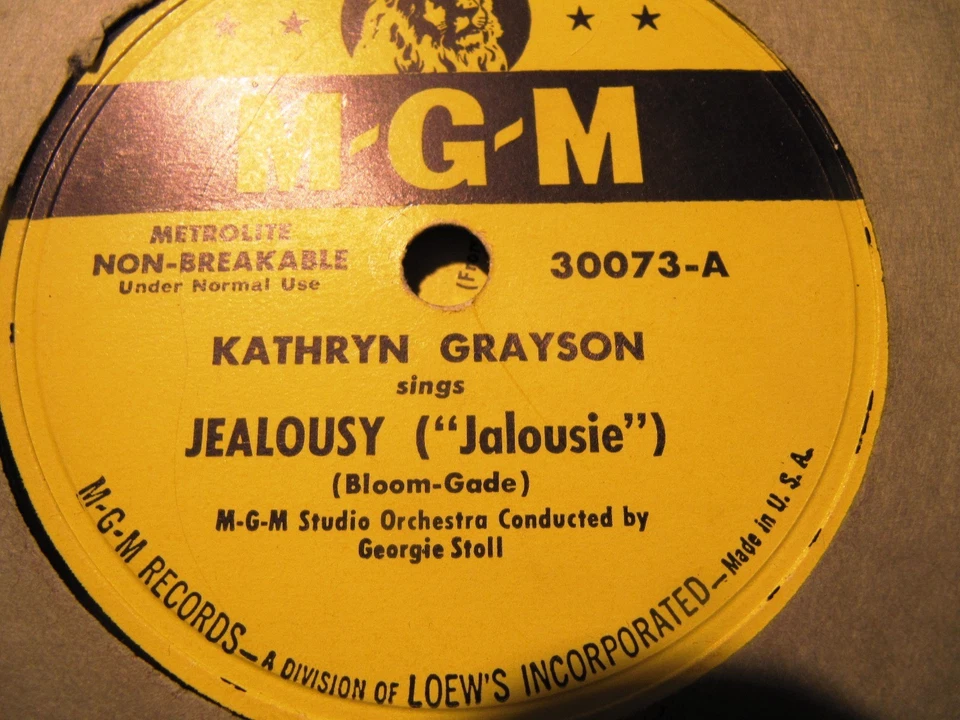 M-G-M
METROLITE
NON-BREAKABLE
Under Normal Use
30073-A
KATHRYN GRAYSON
sings
JEALOUSY (“Jalousie”)
(Bloom-Gade)
M-G-M Studio Orchestra Conducted by
Georgie Stoll
M-G-M RECORDS—A DIVISION OF LOEW'S INCORPORATED—Made in U. S. A.